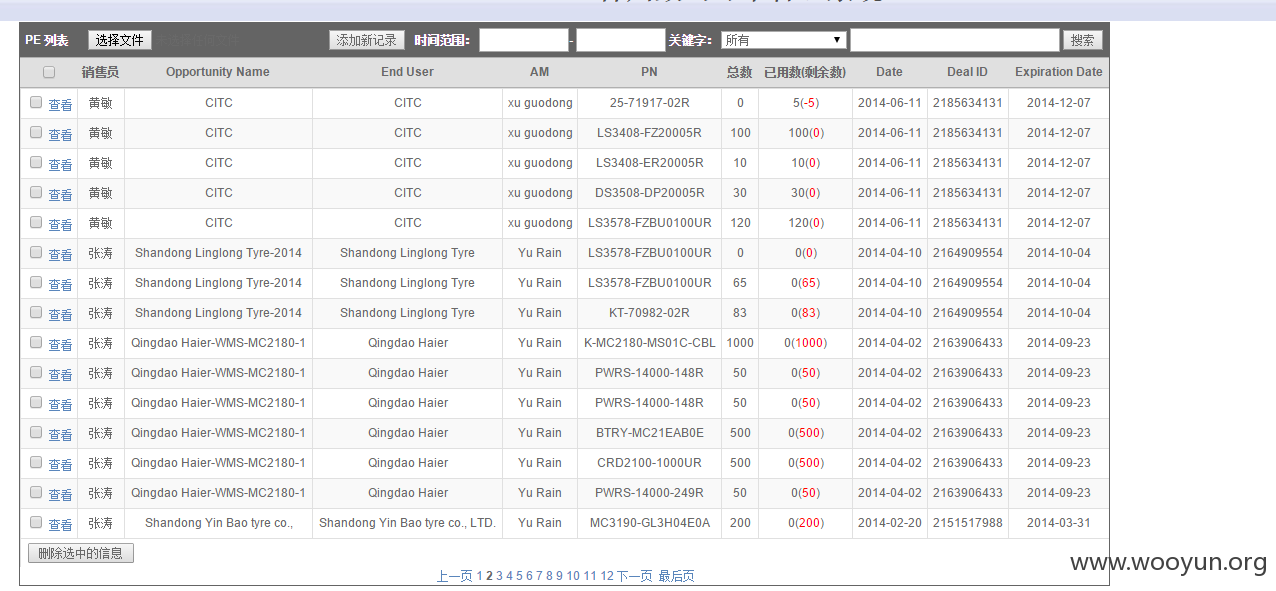 PE 列表 选择文件 添加新记录 时间范围: - 关键字: 所有 搜索
销售员 Opportunity Name End User AM PN 总数 已用数(剩余数) Date Deal ID Expiration Date
查看 黄敏 CITC CITC xu guodong 25-71917-02R 0 5(-5) 2014-06-11 2185634131 2014-12-07
查看 黄敏 CITC CITC xu guodong LS3408-FZ20005R 100 100(0) 2014-06-11 2185634131 2014-12-07
查看 黄敏 CITC CITC xu guodong LS3408-ER20005R 10 10(0) 2014-06-11 2185634131 2014-12-07
查看 黄敏 CITC CITC xu guodong DS3508-DP20005R 30 30(0) 2014-06-11 2185634131 2014-12-07
查看 黄敏 CITC CITC xu guodong LS3578-FZBU0100UR 120 120(0) 2014-06-11 2185634131 2014-12-07
查看 张涛 Shandong Linglong Tyre-2014 Shandong Linglong Tyre Yu Rain LS3578-FZBU0100UR 0 0(0) 2014-04-10 2164909554 2014-10-04
查看 张涛 Shandong Linglong Tyre-2014 Shandong Linglong Tyre Yu Rain LS3578-FZBU0100UR 65 0(65) 2014-04-10 2164909554 2014-10-04
查看 张涛 Shandong Linglong Tyre-2014 Shandong Linglong Tyre Yu Rain KT-70982-02R 83 0(83) 2014-04-10 2164909554 2014-10-04
查看 张涛 Qingdao Haier-WMS-MC2180-1 Qingdao Haier Yu Rain K-MC2180-MS01C-CBL 1000 0(1000) 2014-04-02 2163906433 2014-09-23
查看 张涛 Qingdao Haier-WMS-MC2180-1 Qingdao Haier Yu Rain PWRS-14000-148R 50 0(50) 2014-04-02 2163906433 2014-09-23
查看 张涛 Qingdao Haier-WMS-MC2180-1 Qingdao Haier Yu Rain PWRS-14000-148R 50 0(50) 2014-04-02 2163906433 2014-09-23
查看 张涛 Qingdao Haier-WMS-MC2180-1 Qingdao Haier Yu Rain BTRY-MC21EAB0E 500 0(500) 2014-04-02 2163906433 2014-09-23
查看 张涛 Qingdao Haier-WMS-MC2180-1 Qingdao Haier Yu Rain CRD2100-1000UR 500 0(500) 2014-04-02 2163906433 2014-09-23
查看 张涛 Qingdao Haier-WMS-MC2180-1 Qingdao Haier Yu Rain PWRS-14000-249R 50 0(50) 2014-04-02 2163906433 2014-09-23
查看 张涛 Shandong Yin Bao tyre co., Shandong Yin Bao tyre co., LTD. Yu Rain MC3190-GL3H04E0A 200 0(200) 2014-02-20 2151517988 2014-03-31
删除选中的信息
上一页 1 2 3 4 5 6 7 8 9 10 11 12 下一页 最后页
www.wooyun.org